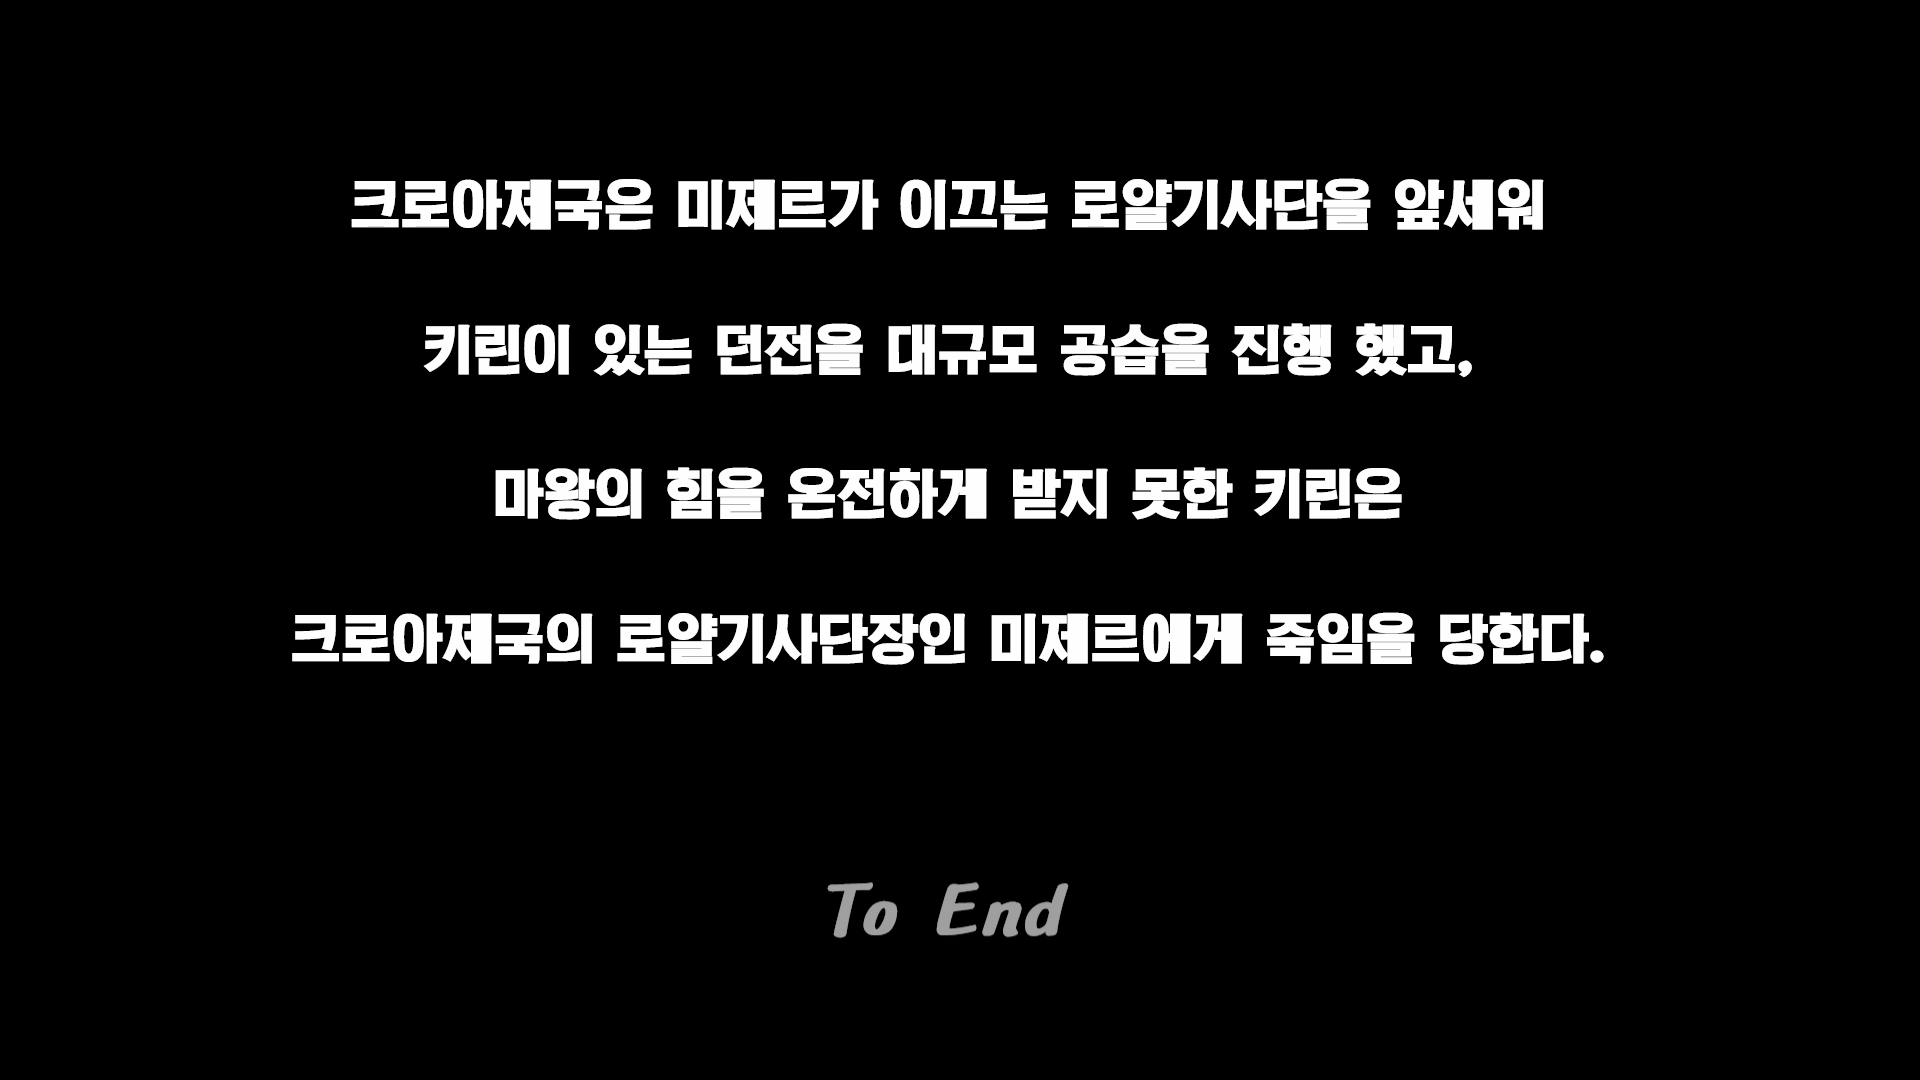 크로아제국은 미제르가 이끄는 로얄기사단을 앞세워
키린이 있는 던전을 대규모 공습을 진행 했고,
마왕의 힘을 온전하게 받지 못한 키린은
크로아제국의 로얄기사단장인 미제르에게 죽임을 당한다.
To End